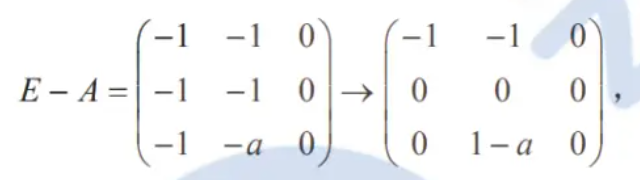 E − A = ⎛−1 −1 0⎞ → ⎛−1 −1 0⎞
⎜−1 −1 0⎟ ⎜0 0 0⎟ ,
⎝−1 −a 0⎠ ⎝0 1−a 0⎠